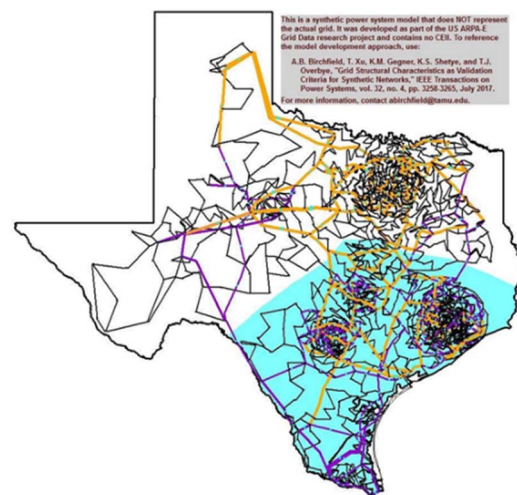 This is a synthetic power system model that does NOT represent
the actual grid. It was developed as part of the US ARPA-E
Grid Data research project and contains no CEII. To reference
the model development approach, use:
A.B. Birchfield, T. Xu, K.M. Gegner, K.S. Shetye, and T.J.
Overbye, "Grid Structural Characteristics as Validation
Criteria for Synthetic Networks," IEEE Transactions on
Power Systems, vol. 32, no. 4, pp. 3258-3265, July 2017.
For more information, contact abirchfield@tamu.edu.